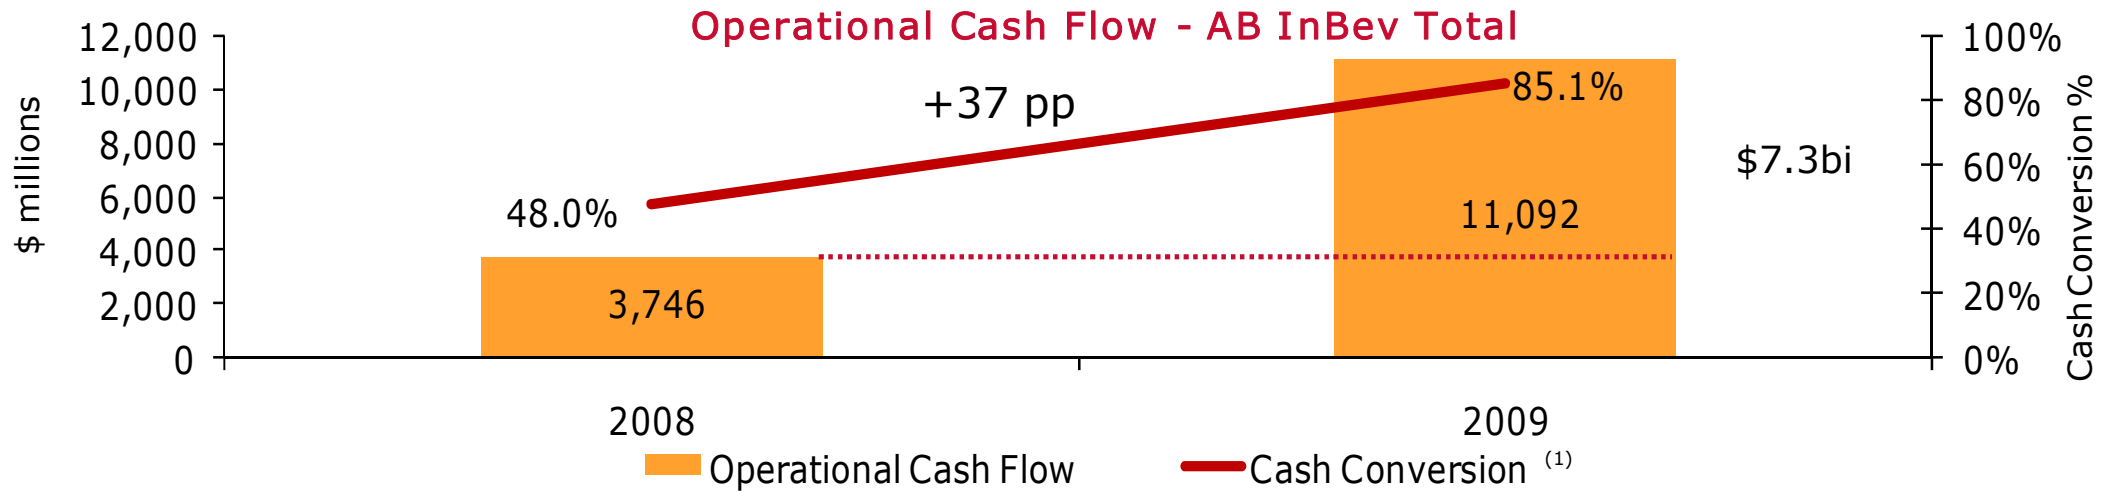 Operational Cash Flow - AB InBev Total
$ millions
12,000
10,000
8,000
6,000
4,000
2,000
0
48.0%
+37 pp
85.1%
3,746
11,092
$7.3bi
100%
80%
60%
40%
20%
0%
Cash Conversion %
2008
2009
Operational Cash Flow
Cash Conversion (1)